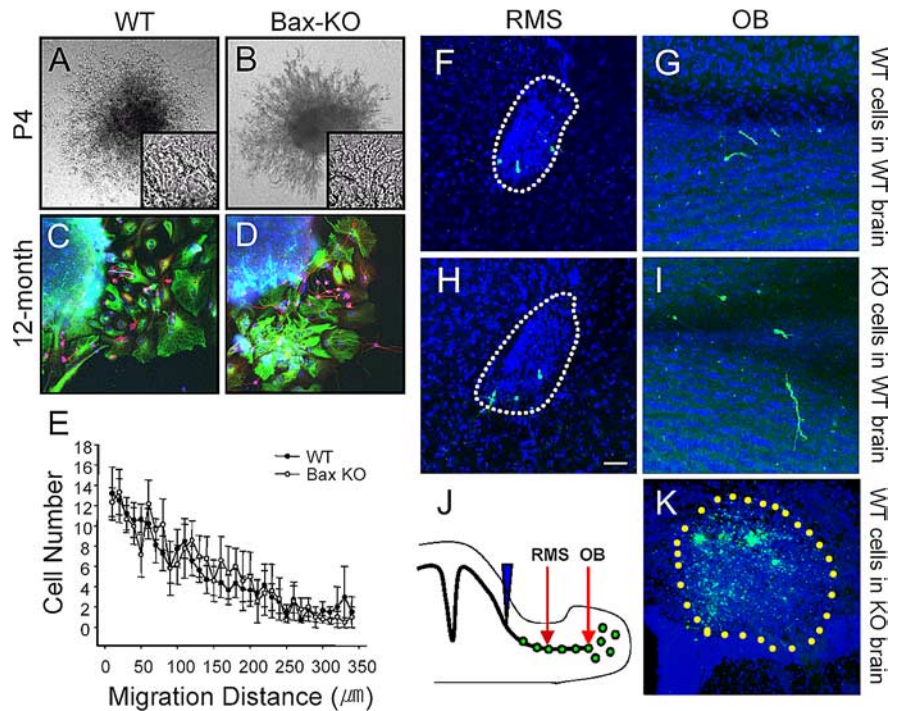 WT
Bax-KO
RMS
OB
P4
12-month
A
B
C
D
F
G
H
I
WT cells in WT brain
KO cells in WT brain
E
WT
Bax KO
Cell Number
18
16
14
12
10
8
6
4
2
0
0 50 100 150 200 250 300 350
Migration Distance (μm)
J
RMS OB
K
WT cells in KO brain